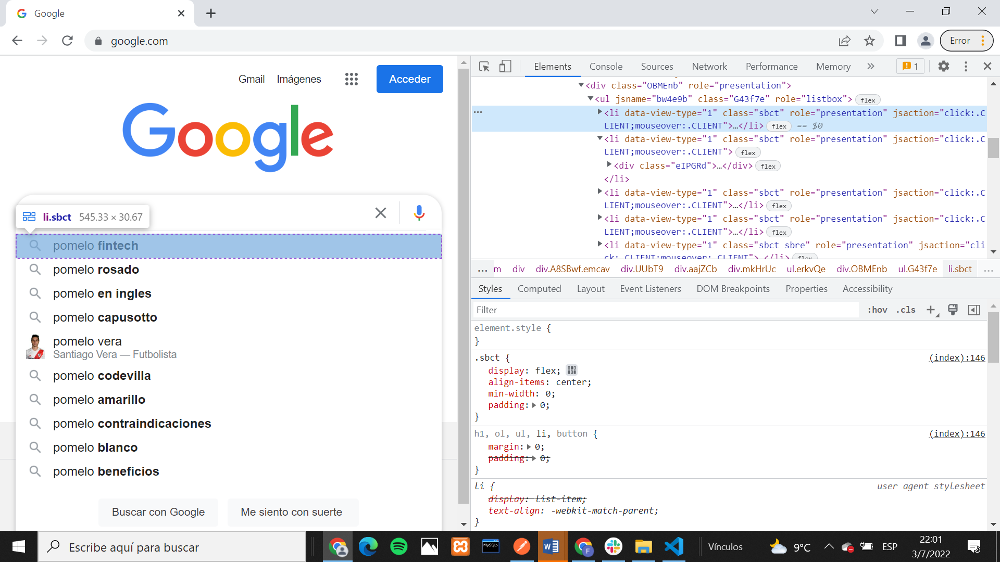 Google
google.com
Error
Gmail
Imágenes
Acceder
Google
li.sbct 545.33 × 30.67
pomelo fintech
pomelo rosado
pomelo en ingles
pomelo capusotto
pomelo vera
Santiago Vera — Futbolista
pomelo codevilla
pomelo amarillo
pomelo contraindicaciones
pomelo blanco
pomelo beneficios
Buscar con Google
Me siento con suerte
Elements Console Sources Network Performance Memory » 1
<div class="OBMEnb" role="presentation">
<ul jsname="bw4e9b" class="G43f7e" role="listbox"> flex
… <li data-view-type="1" class="sbct" role="presentation" jsaction="click:.C
LIENT;mouseover:.CLIENT">…</li> flex == $0
<li data-view-type="1" class="sbct" role="presentation" jsaction="click:.C
LIENT;mouseover:.CLIENT"> flex
<div class="eIPGRd">…</div> flex
</li>
<li data-view-type="1" class="sbct" role="presentation" jsaction="click:.C
LIENT;mouseover:.CLIENT">…</li> flex
<li data-view-type="1" class="sbct" role="presentation" jsaction="click:.C
LIENT;mouseover:.CLIENT">…</li> flex
<li data-view-type="1" class="sbct sbre" role="presentation" jsaction="cli
ck:.CLIENT;mouseover:.CLIENT">…</li> flex
… m div div.A8SBwf.emcav div.UUbT9 div.aajZCb div.mkHrUc ul.erkvQe div.OBMEnb ul.G43f7e li.sbct …
Styles Computed Layout Event Listeners DOM Breakpoints Properties Accessibility
Filter :hov .cls
element.style {
}
.sbct { (index):146
display: flex;
align-items: center;
min-width: 0;
padding: 0;
}
h1, ol, ul, li, button { (index):146
margin: 0;
padding: 0;
}
li { user agent stylesheet
display: list-item;
text-align: -webkit-match-parent;
}
Escribe aquí para buscar
MySQL
F
Vínculos
9°C
ESP
22:01
3/7/2022